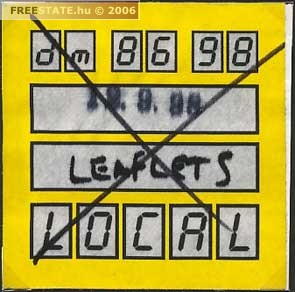 FREESTATE.hu © 2006
dm 86 98
LEAFLETS
LOCAL